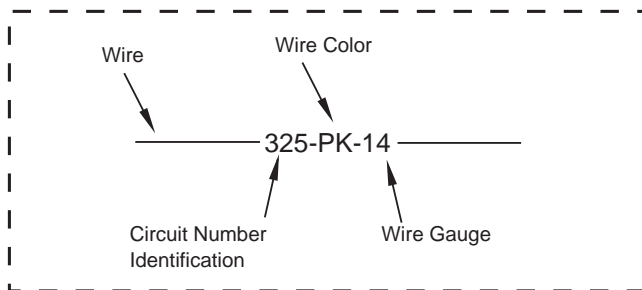 Wire Color
Wire
325-PK-14
Circuit Number
Identification
Wire Gauge